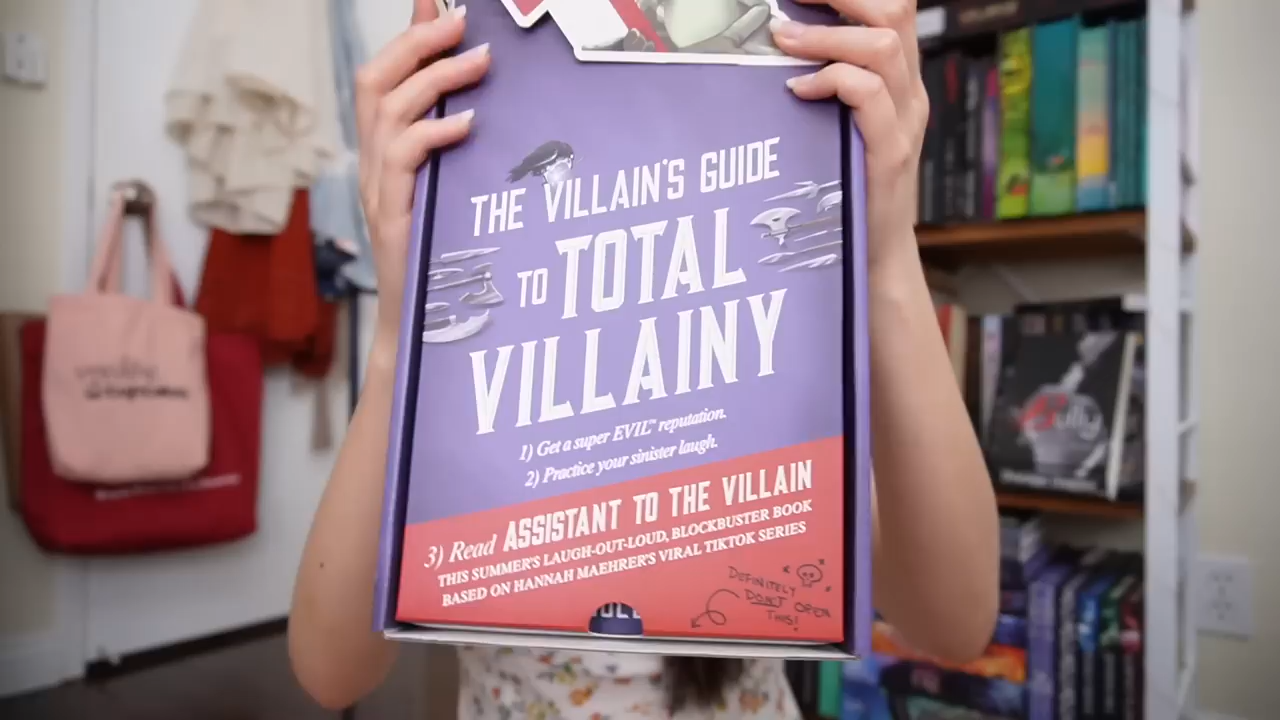 THE VILLAIN'S GUIDE
TO TOTAL
VILLAINY
1) Get a super EVIL™ reputation.
2) Practice your sinister laugh.
3) Read ASSISTANT TO THE VILLAIN
THIS SUMMER'S LAUGH-OUT-LOUD, BLOCKBUSTER BOOK
BASED ON HANNAH MAEHRER'S VIRAL TIKTOK SERIES
DEFINITELY
DON'T OPEN
THIS!